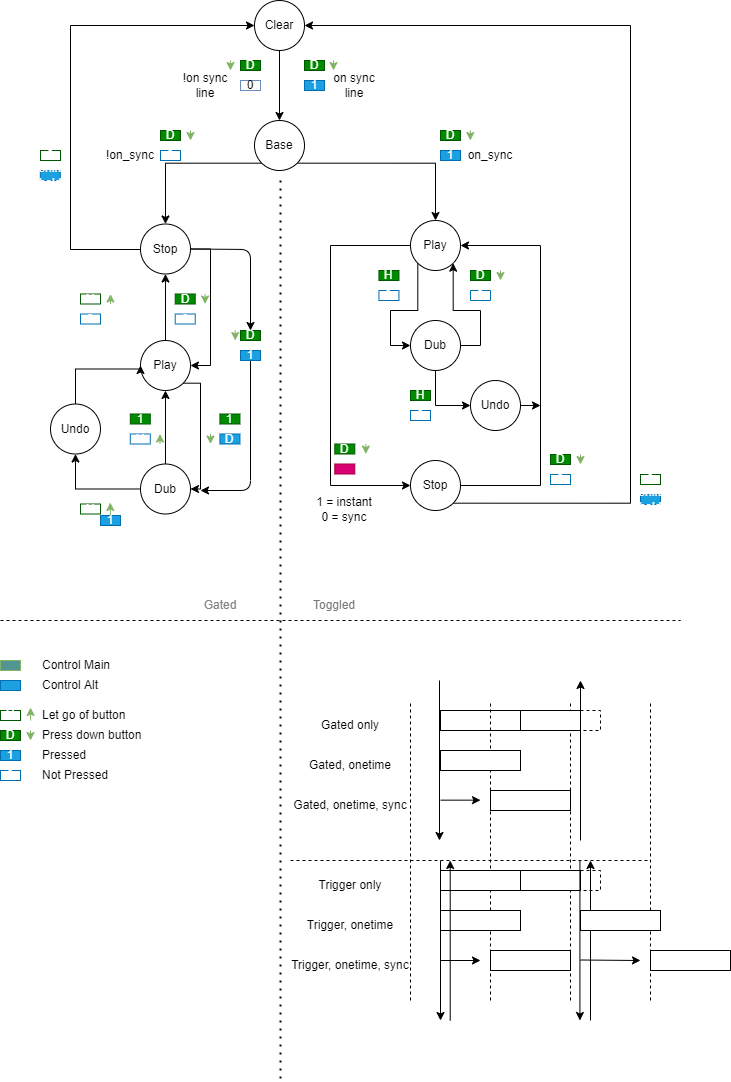 Clear
D
D
!on sync
line
0
1
on sync
line
D
!on_sync
Base
D
1
on_sync
Stop
Play
D
H
D
D
1
Play
Dub
H
Undo
1
1
D
Undo
D
D
Dub
Stop
1
1 = instant
0 = sync
Gated
Toggled
Control Main
Control Alt
Let go of button
D
Press down button
1
Pressed
Not Pressed
Gated only
Gated, onetime
Gated, onetime, sync
Trigger only
Trigger, onetime
Trigger, onetime, sync